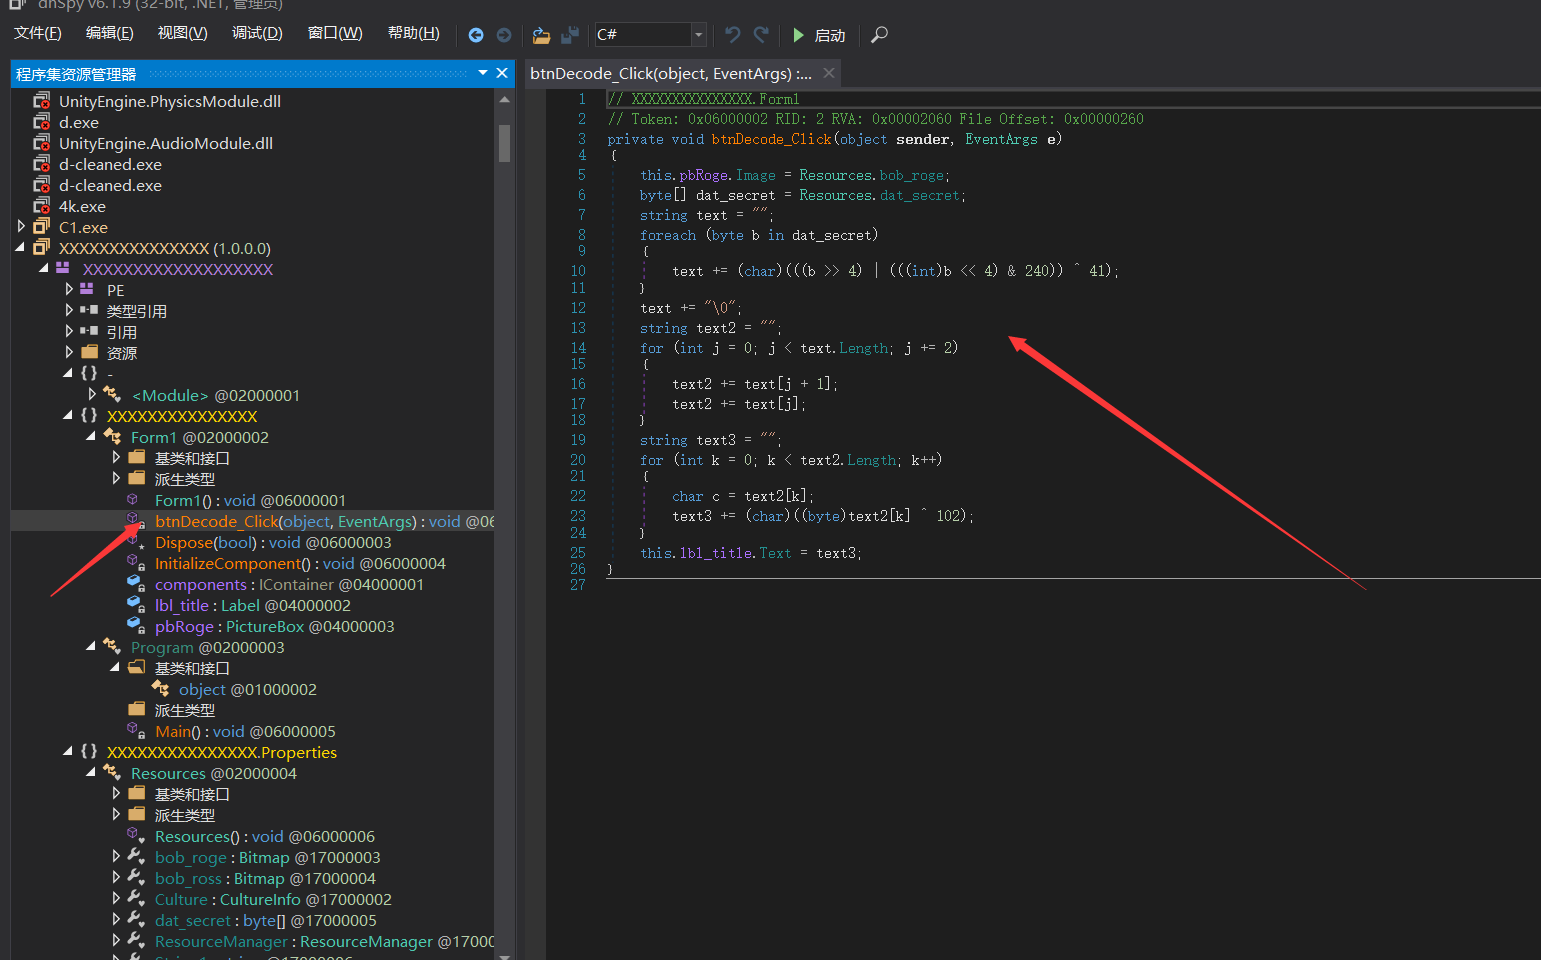 dnSpy v6.1.9 (32-bit, .NET, 管理员)
文件(F) 编辑(E) 视图(V) 调试(D) 窗口(W) 帮助(H) C# 启动
程序集资源管理器
UnityEngine.PhysicsModule.dll
d.exe
UnityEngine.AudioModule.dll
d-cleaned.exe
d-cleaned.exe
4k.exe
C1.exe
XXXXXXXXXXXXXXX (1.0.0.0)
XXXXXXXXXXXXXXXXXXX
PE
类型引用
引用
资源
{} -
<Module> @02000001
{} XXXXXXXXXXXXXXX
Form1 @02000002
基类和接口
派生类型
Form1() : void @06000001
btnDecode_Click(object, EventArgs) : void @06
Dispose(bool) : void @06000003
InitializeComponent() : void @06000004
components : IContainer @04000001
lbl_title : Label @04000002
pbRoge : PictureBox @04000003
Program @02000003
基类和接口
object @01000002
派生类型
Main() : void @06000005
{} XXXXXXXXXXXXXXX.Properties
Resources @02000004
基类和接口
派生类型
Resources() : void @06000006
bob_roge : Bitmap @17000003
bob_ross : Bitmap @17000004
Culture : CultureInfo @17000002
dat_secret : byte[] @17000005
ResourceManager : ResourceManager @1700
btnDecode_Click(object, EventArgs) :...
1 // XXXXXXXXXXXXXXX.Form1
2 // Token: 0x06000002 RID: 2 RVA: 0x00002060 File Offset: 0x00000260
3 private void btnDecode_Click(object sender, EventArgs e)
4 {
5 this.pbRoge.Image = Resources.bob_roge;
6 byte[] dat_secret = Resources.dat_secret;
7 string text = "";
8 foreach (byte b in dat_secret)
9 {
10 text += (char)(((b >> 4) | (((int)b << 4) & 240)) ^ 41);
11 }
12 text += "\0";
13 string text2 = "";
14 for (int j = 0; j < text.Length; j += 2)
15 {
16 text2 += text[j + 1];
17 text2 += text[j];
18 }
19 string text3 = "";
20 for (int k = 0; k < text2.Length; k++)
21 {
22 char c = text2[k];
23 text3 += (char)((byte)text2[k] ^ 102);
24 }
25 this.lbl_title.Text = text3;
26 }
27